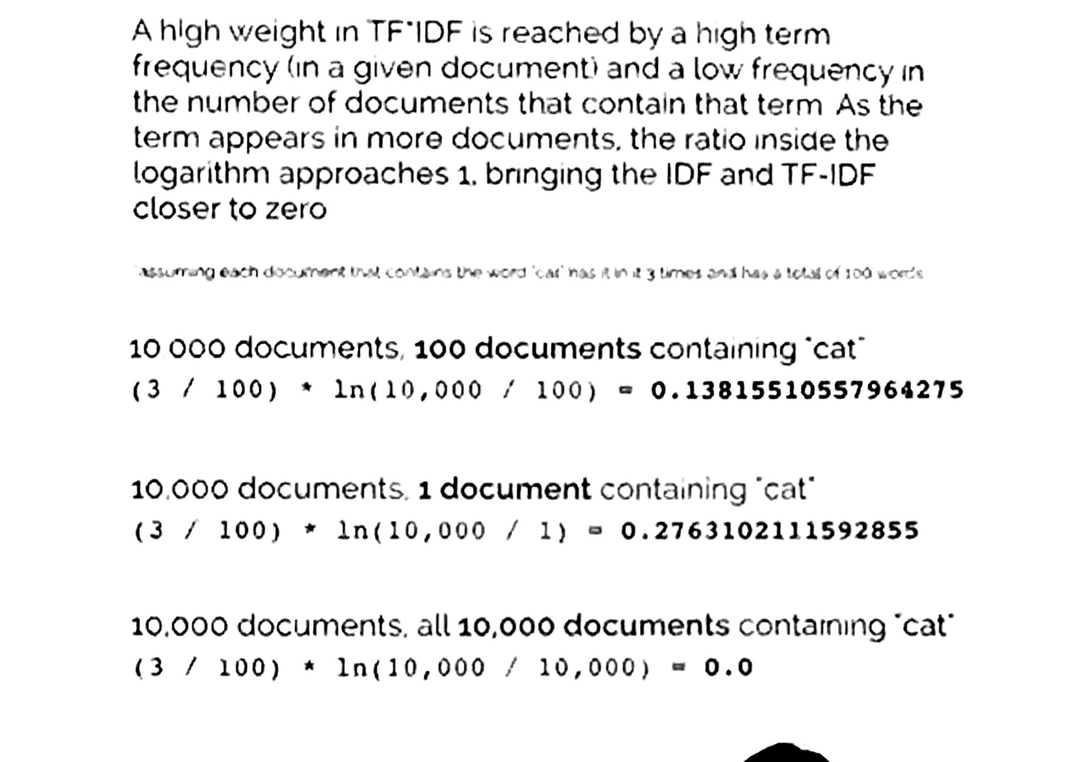 A high weight in TF*IDF is reached by a high term
frequency (in a given document) and a low frequency in
the number of documents that contain that term As the
term appears in more documents, the ratio inside the
logarithm approaches 1, bringing the IDF and TF-IDF
closer to zero
*assuming each document that contains the word "cat" has it in it 3 times and has a total of 100 words
10 000 documents, 100 documents containing "cat"
(3 / 100) * ln(10,000 / 100) = 0.13815510557964275
10,000 documents, 1 document containing "cat"
(3 / 100) * ln(10,000 / 1) = 0.2763102111592855
10,000 documents, all 10,000 documents containing "cat"
(3 / 100) * ln(10,000 / 10,000) = 0.0